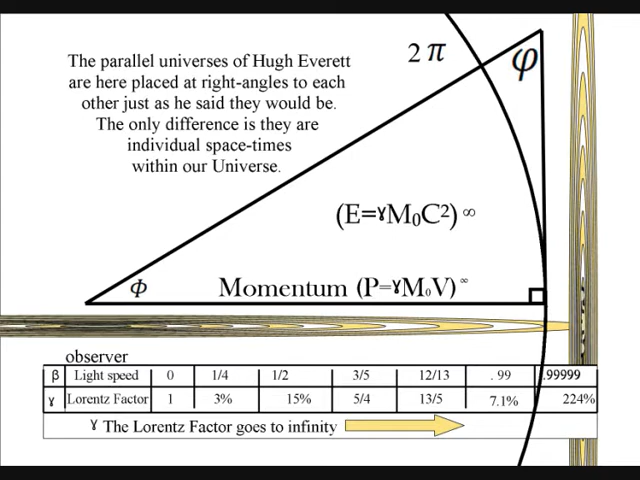 The parallel universes of Hugh Everett
are here placed at right-angles to each
other just as he said they would be.
The only difference is they are
individual space-times
within our Universe.
2 π
φ
(E=ɤM₀C²) ∞
Φ
Momentum (P=ɤM₀V) ∞
observer
β Light speed 0 1/4 1/2 3/5 12/13 . 99 .99999
ɤ Lorentz Factor 1 3% 15% 5/4 13/5 7.1% 224%
ɤ The Lorentz Factor goes to infinity